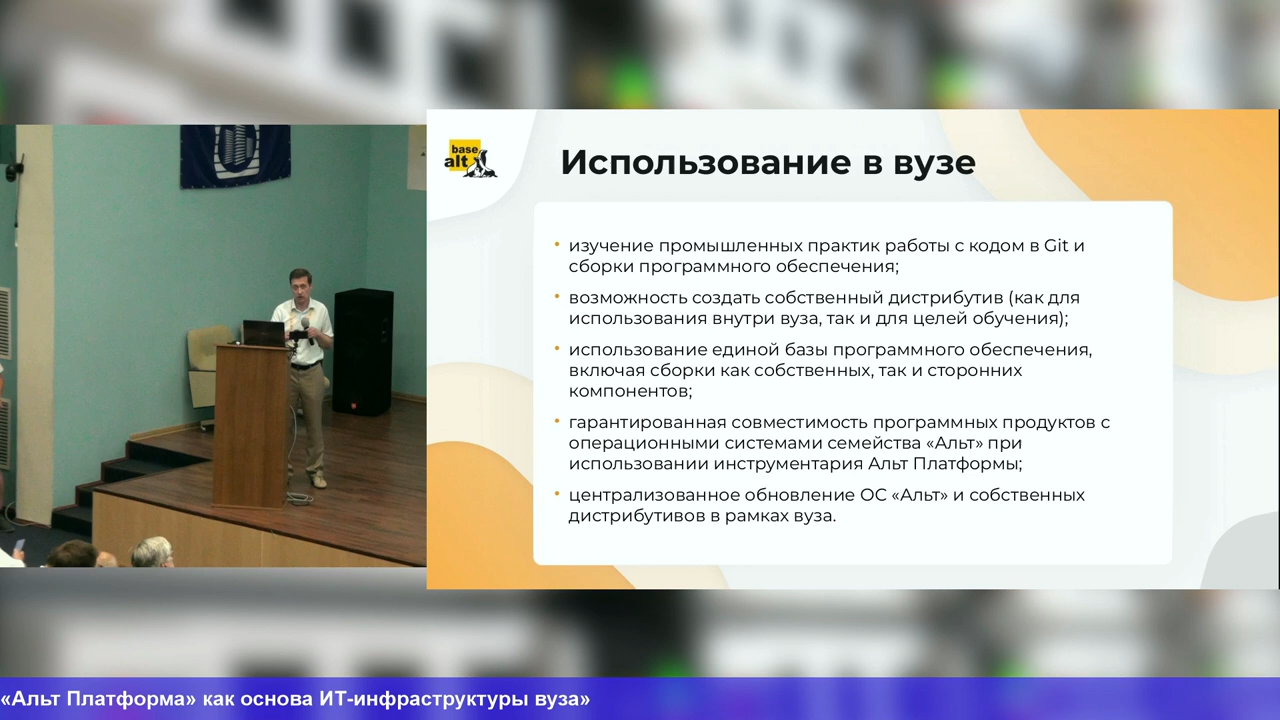 base
alt
Использование в вузе
• изучение промышленных практик работы с кодом в Git и
сборки программного обеспечения;
• возможность создать собственный дистрибутив (как для
использования внутри вуза, так и для целей обучения);
• использование единой базы программного обеспечения,
включая сборки как собственных, так и сторонних
компонентов;
• гарантированная совместимость программных продуктов с
операционными системами семейства «Альт» при
использовании инструментария Альт Платформы;
• централизованное обновление ОС «Альт» и собственных
дистрибутивов в рамках вуза.
«Альт Платформа» как основа ИТ-инфраструктуры вуза»